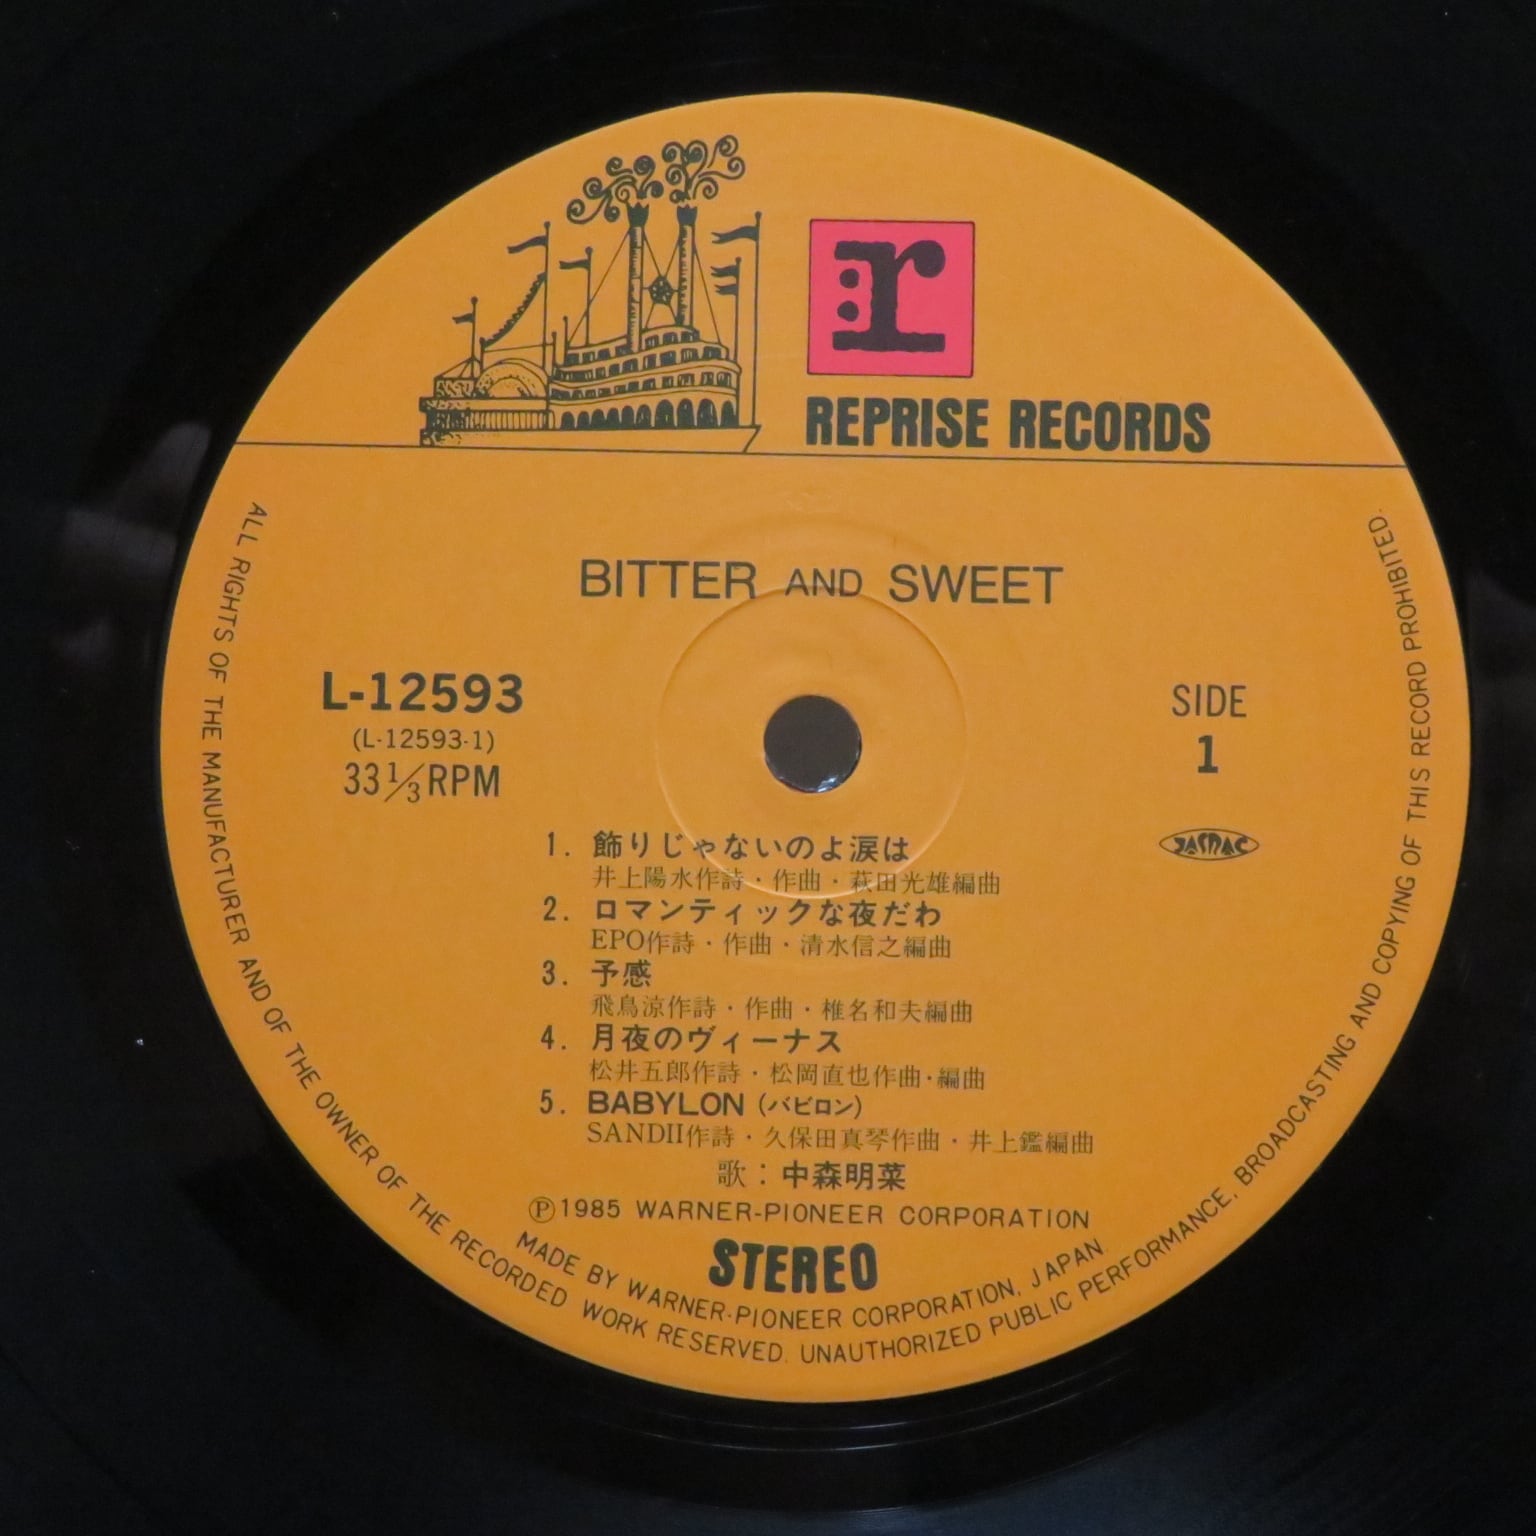 r
REPRISE RECORDS
BITTER AND SWEET
L-12593
(L-12593-1)
33 1/3 RPM
SIDE
1
JASRAC
1. 飾りじゃないのよ涙は
井上陽水作詩・作曲・萩田光雄編曲
2. ロマンティックな夜だわ
EPO作詩・作曲・清水信之編曲
3. 予感
飛鳥涼作詩・作曲・椎名和夫編曲
4. 月夜のヴィーナス
松井五郎作詩・松岡直也作曲・編曲
5. BABYLON (バビロン)
SANDII作詩・久保田真琴作曲・井上鑑編曲
歌：中森明菜
Ⓟ1985 WARNER-PIONEER CORPORATION
STEREO
MADE BY WARNER-PIONEER CORPORATION, JAPAN.
ALL RIGHTS OF THE MANUFACTURER AND OF THE OWNER OF THE RECORDED WORK RESERVED. UNAUTHORIZED PUBLIC PERFORMANCE, BROADCASTING AND COPYING OF THIS RECORD PROHIBITED.